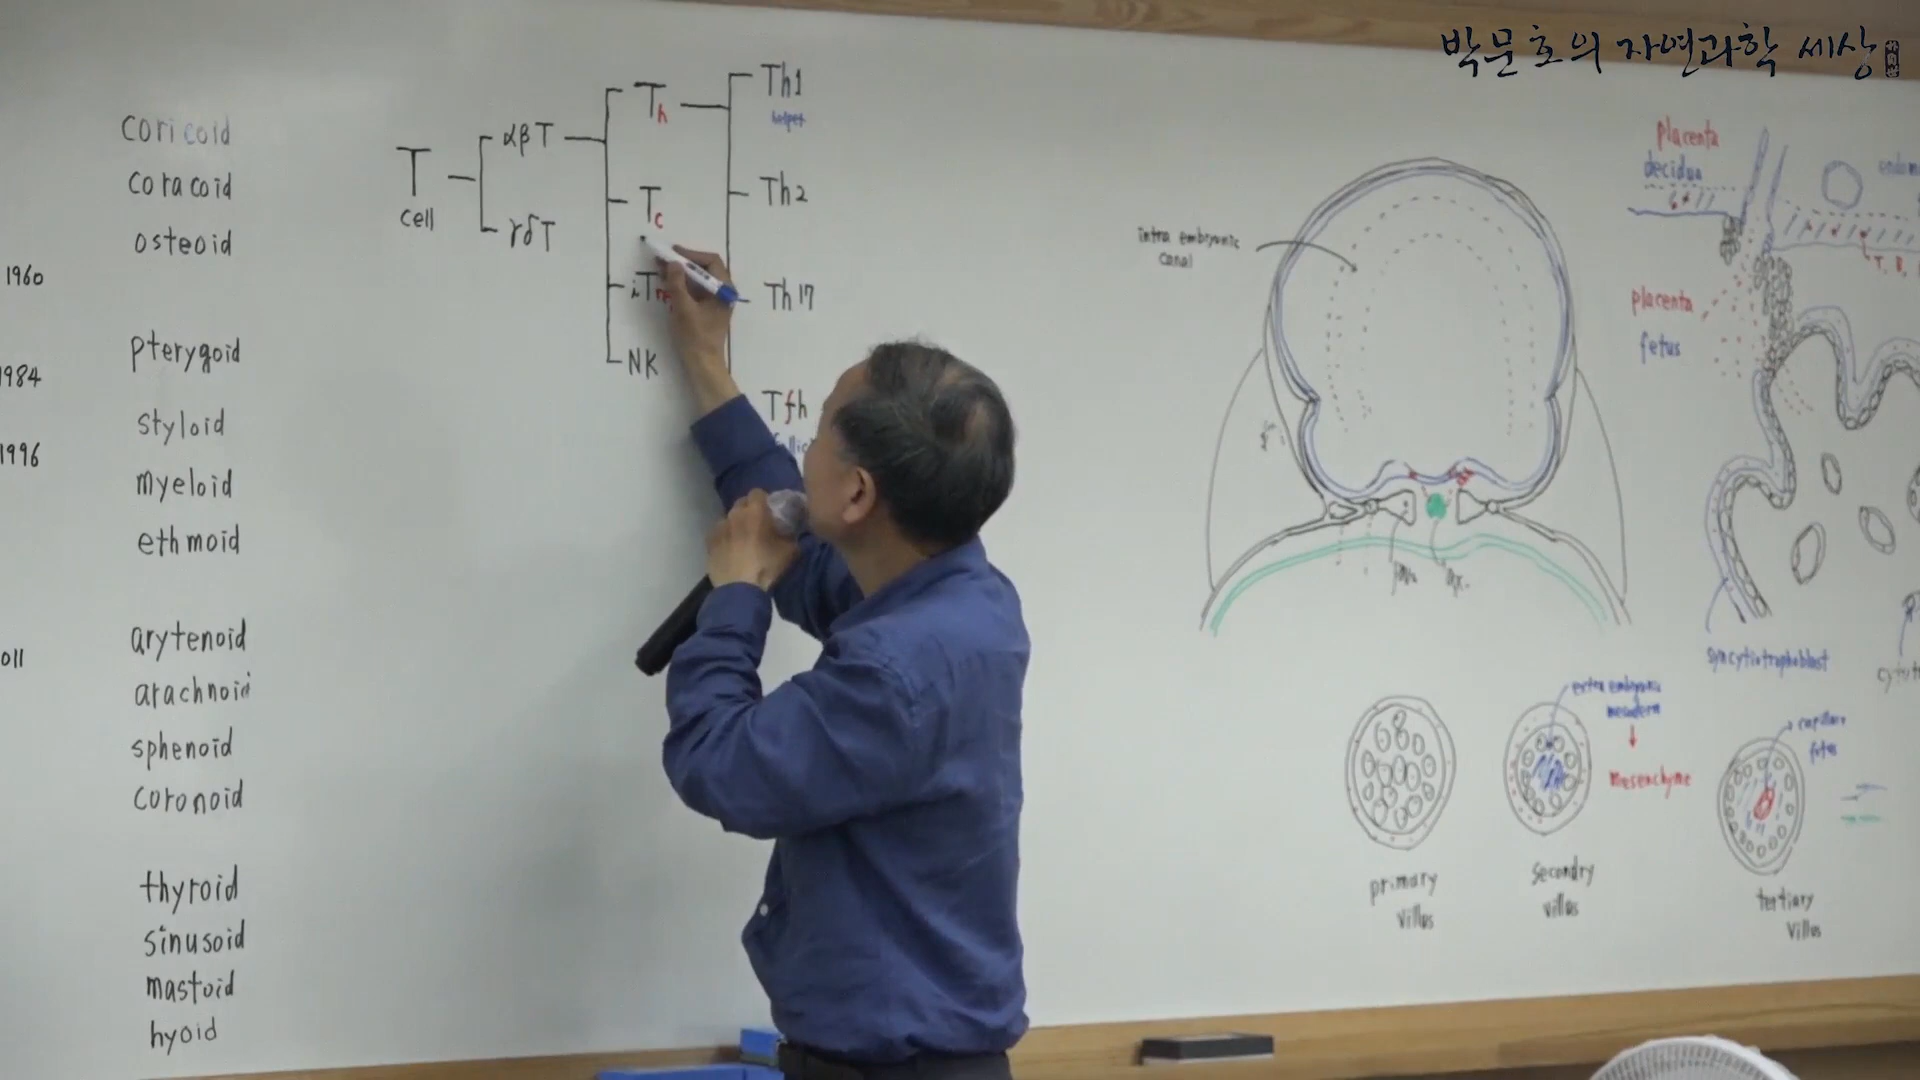 박문호의 자연과학 세상
1960
1984
1996
011
coricoid
coracoid
osteoid
pterygoid
styloid
myeloid
ethmoid
arytenoid
arachnoid
sphenoid
coronoid
thyroid
sinusoid
mastoid
hyoid
T
cell
αβ T
γδT
Th
Tc
NK
Th1
helper
Th2
Th17
Tfh
intra embryonic
canal
placenta
decidua
placenta
fetus
syncytiotrophoblast
extra embryonic
mesoderm
mesenchyme
capillary
fetus
primary
villus
secondry
villus
tertiary
villus